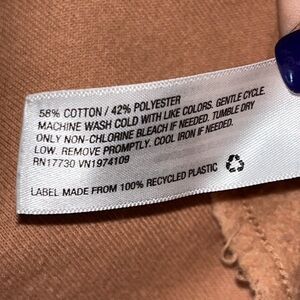 58% COTTON / 42% POLYESTER
MACHINE WASH COLD WITH LIKE COLORS. GENTLE CYCLE.
ONLY NON-CHLORINE BLEACH IF NEEDED. TUMBLE DRY
LOW. REMOVE PROMPTLY. COOL IRON IF NEEDED.
RN17730 VN1974109
LABEL MADE FROM 100% RECYCLED PLASTIC